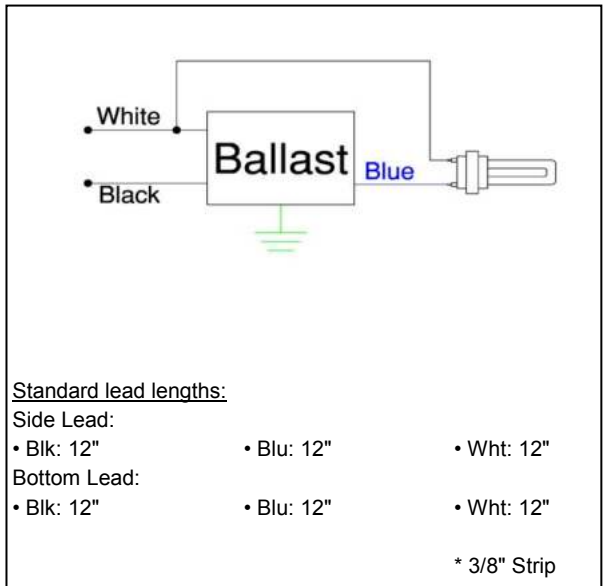 White
Ballast
Blue
Black
Standard lead lengths:
Side Lead:
• Blk: 12" • Blu: 12" • Wht: 12"
Bottom Lead:
• Blk: 12" • Blu: 12" • Wht: 12"
* 3/8" Strip